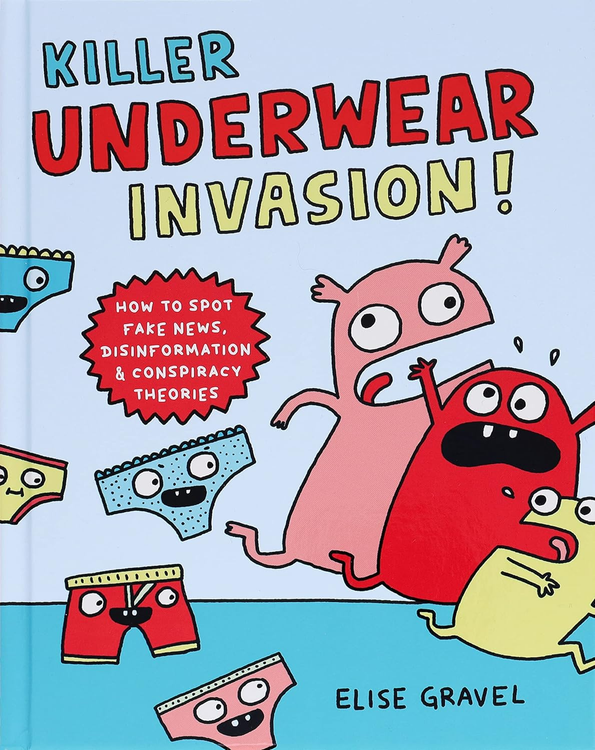 KILLER
UNDERWEAR
INVASION!
HOW TO SPOT
FAKE NEWS,
DISINFORMATION
& CONSPIRACY
THEORIES
ELISE GRAVEL